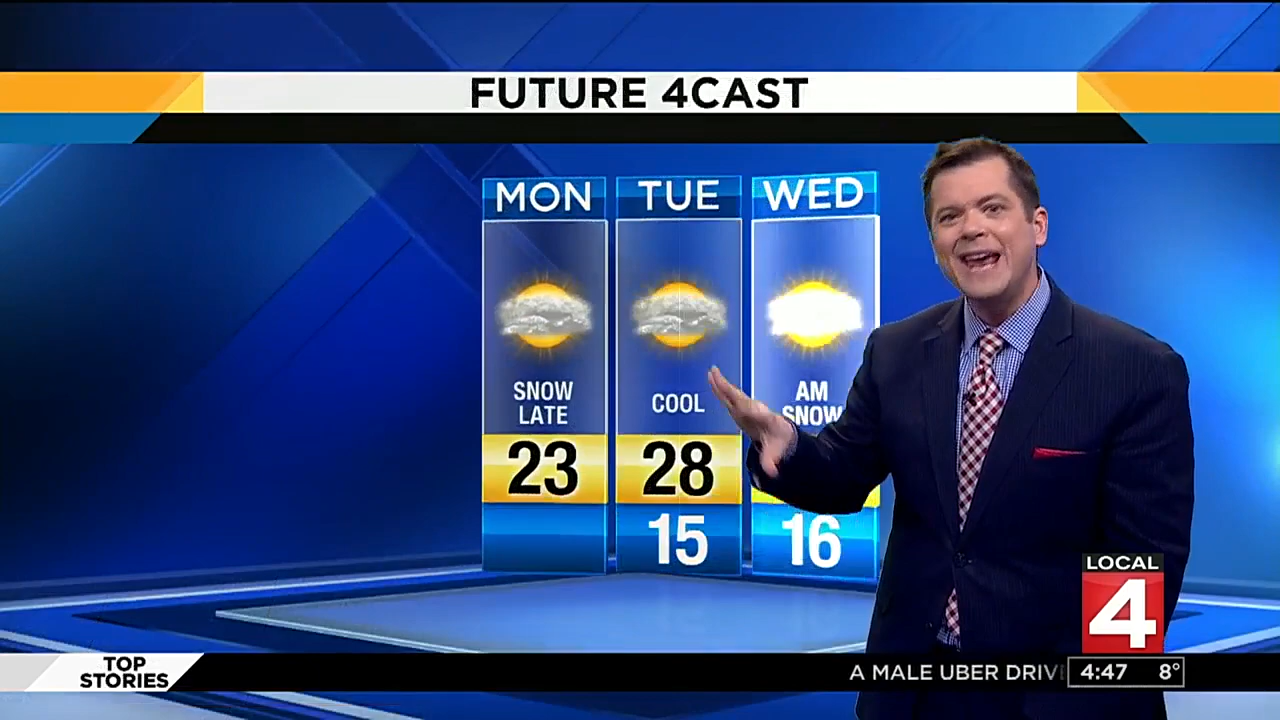 FUTURE 4CAST
MON
TUE
WED
SNOW
LATE
COOL
AM
SNOW
23
28
15
16
LOCAL
4
TOP
STORIES
A MALE UBER DRIV
4:47
8°